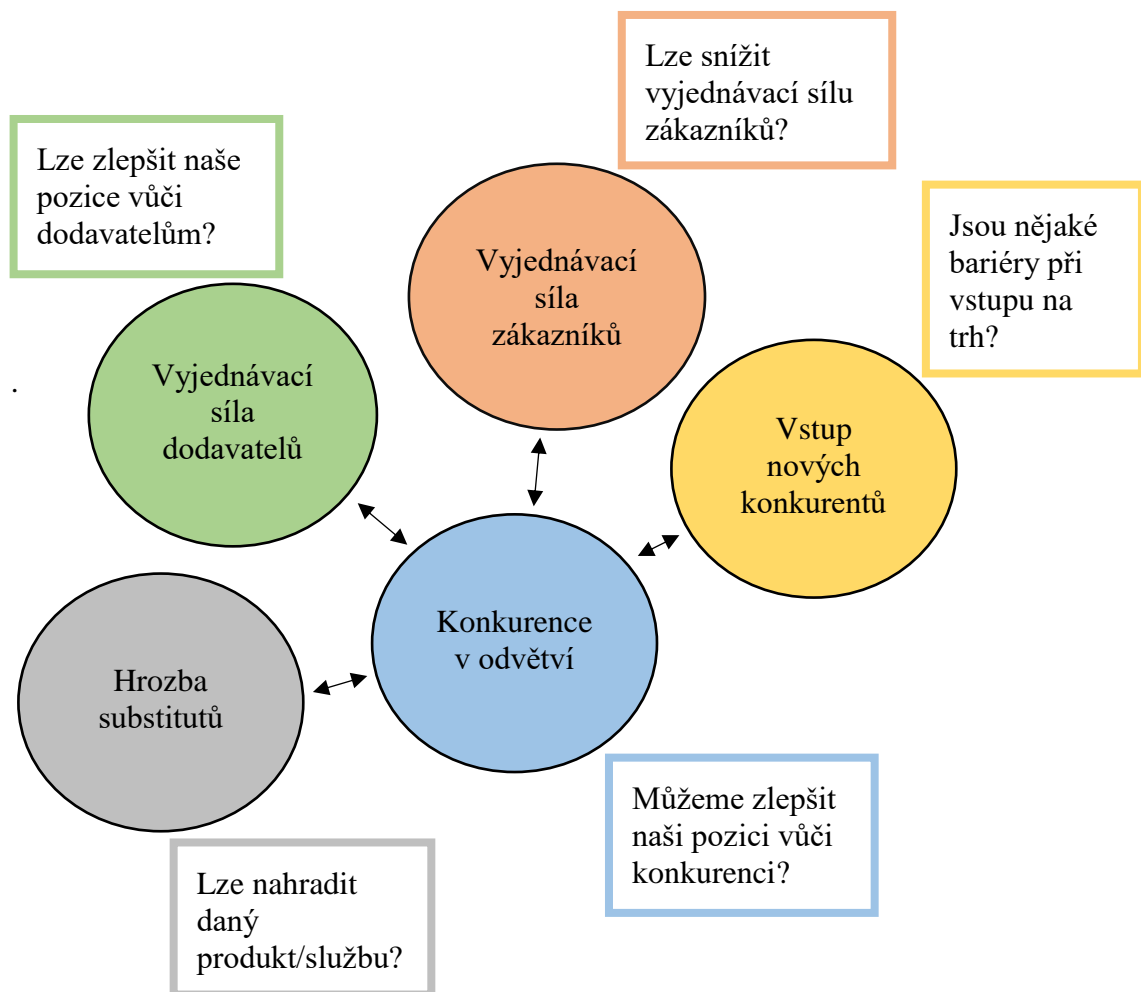 Lze snížit
vyjednávací sílu
zákazníků?
Lze zlepšit naše
pozice vůči
dodavatelům?
Jsou nějaké
bariéry při
vstupu na
trh?
Vyjednávací
síla
zákazníků
Vyjednávací
síla
dodavatelů
.
Vstup
nových
konkurentů
Konkurence
v odvětví
Hrozba
substitutů
Můžeme zlepšit
naši pozici vůči
konkurenci?
Lze nahradit
daný
produkt/službu?